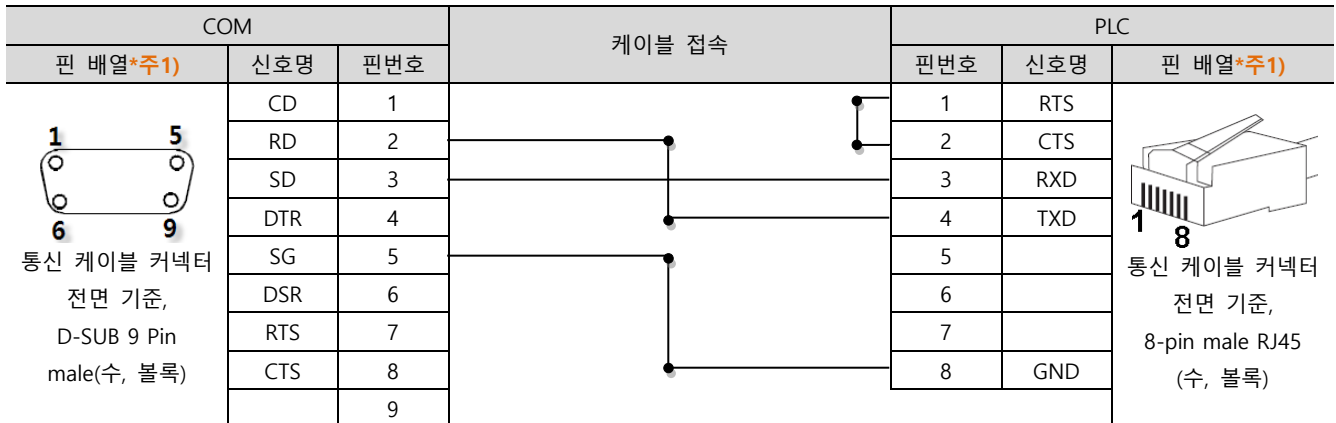 COM 케이블 접속 PLC
핀 배열*주1) 신호명 핀번호 핀번호 신호명 핀 배열*주1)
CD 1 1 RTS
1 5 RD 2 2 CTS
SD 3 3 RXD
6 9 DTR 4 4 TXD 1 8
통신 케이블 커넥터 SG 5 5 통신 케이블 커넥터
전면 기준, DSR 6 6 전면 기준,
D-SUB 9 Pin RTS 7 7 8-pin male RJ45
male(수, 볼록) CTS 8 8 GND (수, 볼록)
9